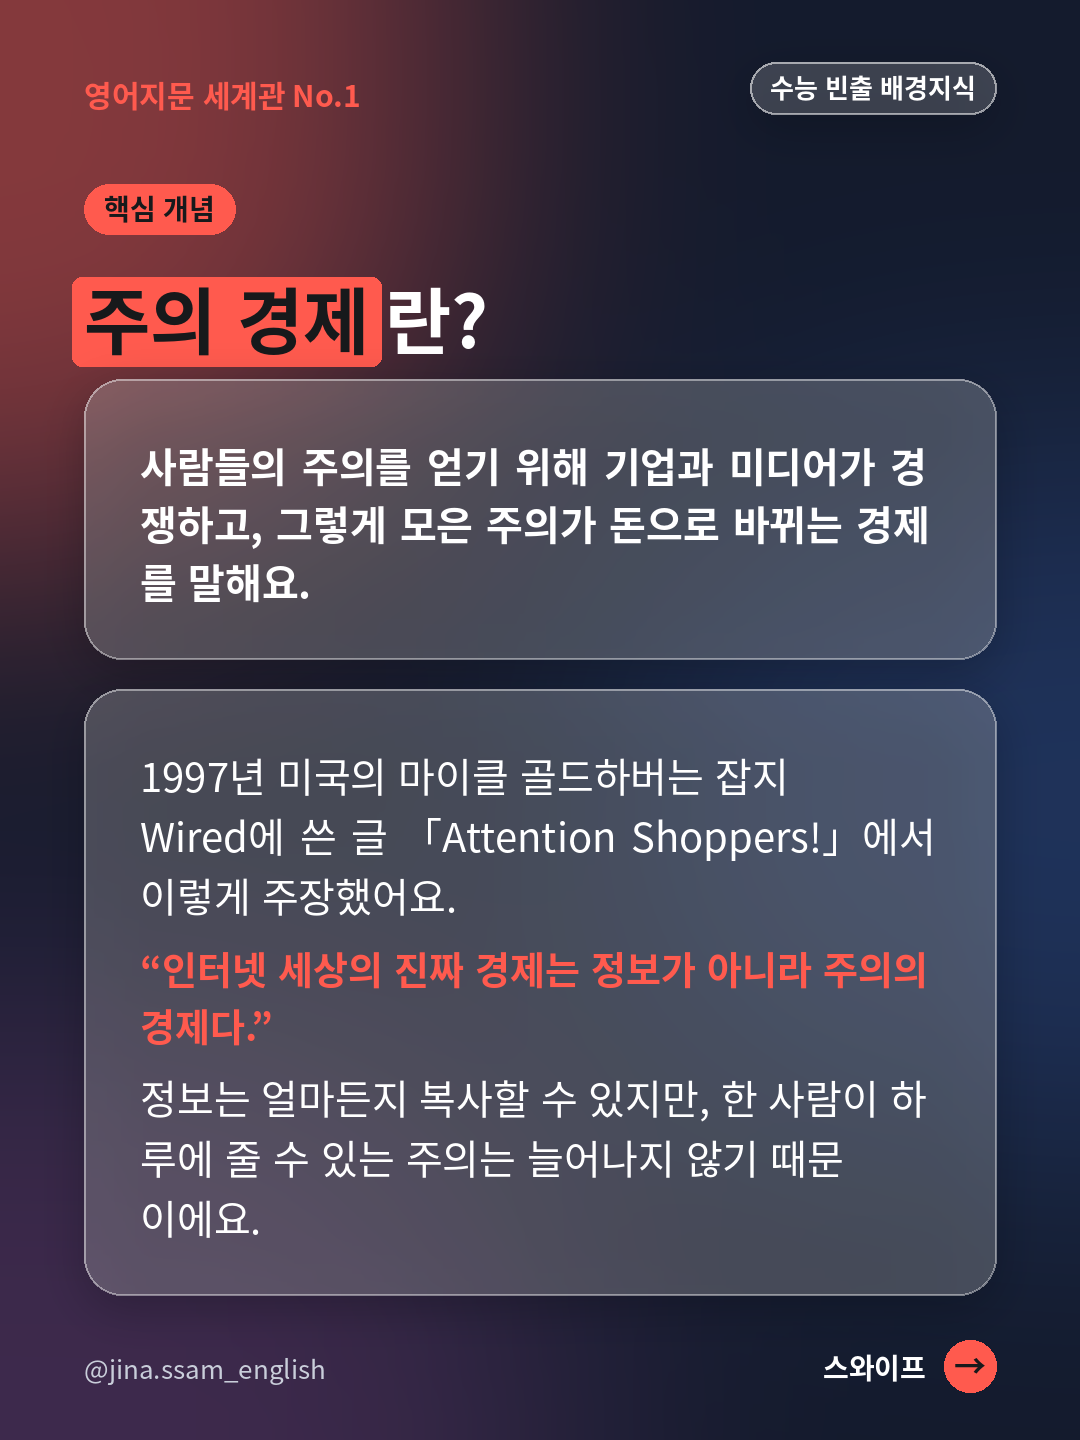 영어지문 세계관 No.1
수능 빈출 배경지식
핵심 개념
주의 경제란?
사람들의 주의를 얻기 위해 기업과 미디어가 경
쟁하고, 그렇게 모은 주의가 돈으로 바뀌는 경제
를 말해요.
1997년 미국의 마이클 골드하버는 잡지
Wired에 쓴 글 「Attention Shoppers!」에서
이렇게 주장했어요.
“인터넷 세상의 진짜 경제는 정보가 아니라 주의의
경제다.”
정보는 얼마든지 복사할 수 있지만, 한 사람이 하
루에 줄 수 있는 주의는 늘어나지 않기 때문
이에요.
@jina.ssam_english
스와이프 →